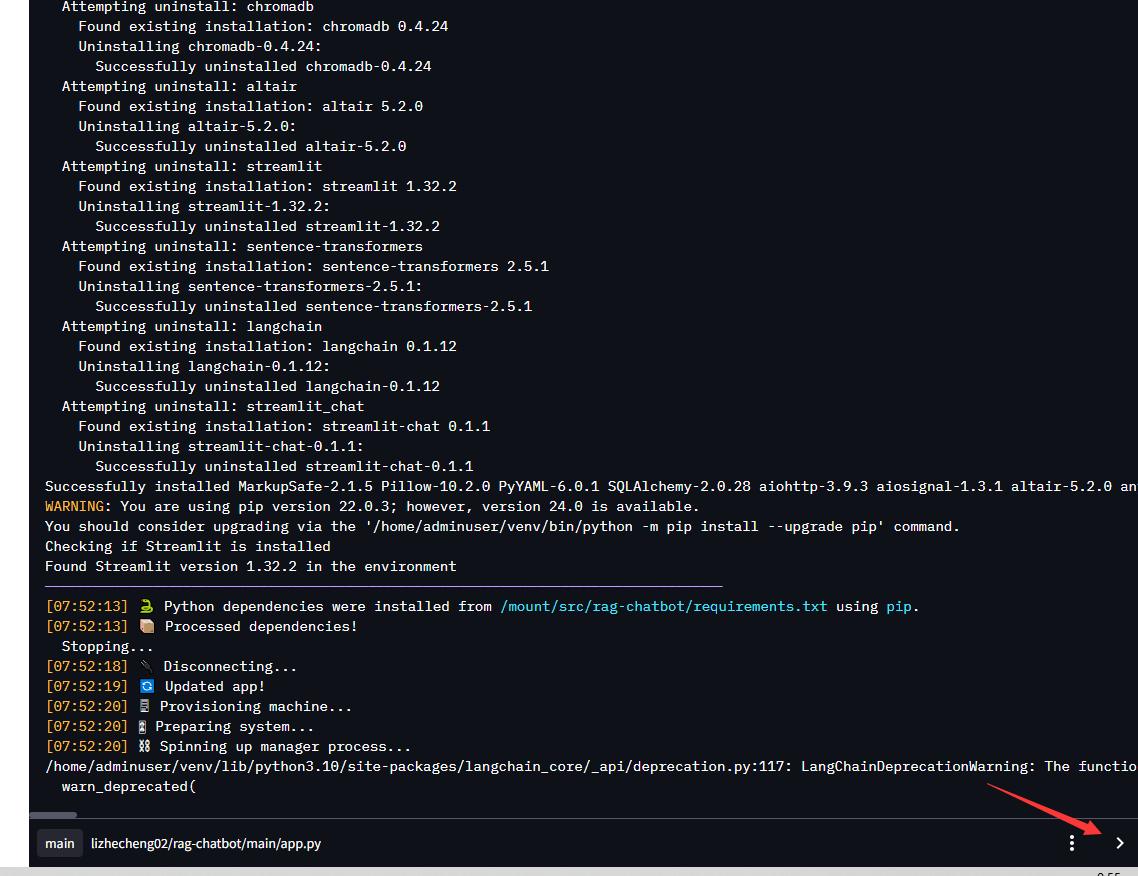 Attempting uninstall: chromadb
Found existing installation: chromadb 0.4.24
Uninstalling chromadb-0.4.24:
Successfully uninstalled chromadb-0.4.24
Attempting uninstall: altair
Found existing installation: altair 5.2.0
Uninstalling altair-5.2.0:
Successfully uninstalled altair-5.2.0
Attempting uninstall: streamlit
Found existing installation: streamlit 1.32.2
Uninstalling streamlit-1.32.2:
Successfully uninstalled streamlit-1.32.2
Attempting uninstall: sentence-transformers
Found existing installation: sentence-transformers 2.5.1
Uninstalling sentence-transformers-2.5.1:
Successfully uninstalled sentence-transformers-2.5.1
Attempting uninstall: langchain
Found existing installation: langchain 0.1.12
Uninstalling langchain-0.1.12:
Successfully uninstalled langchain-0.1.12
Attempting uninstall: streamlit_chat
Found existing installation: streamlit-chat 0.1.1
Uninstalling streamlit-chat-0.1.1:
Successfully uninstalled streamlit-chat-0.1.1
Successfully installed MarkupSafe-2.1.5 Pillow-10.2.0 PyYAML-6.0.1 SQLAlchemy-2.0.28 aiohttp-3.9.3 aiosignal-1.3.1 altair-5.2.0 an
WARNING: You are using pip version 22.0.3; however, version 24.0 is available.
You should consider upgrading via the '/home/adminuser/venv/bin/python -m pip install --upgrade pip' command.
Checking if Streamlit is installed
Found Streamlit version 1.32.2 in the environment
[07:52:13] 🐍 Python dependencies were installed from /mount/src/rag-chatbot/requirements.txt using pip.
[07:52:13] 📦 Processed dependencies!
Stopping...
[07:52:18] 🔌 Disconnecting...
[07:52:19] 🔄 Updated app!
[07:52:20] 🖥 Provisioning machine...
[07:52:20] 🎛 Preparing system...
[07:52:20] ⛓ Spinning up manager process...
/home/adminuser/venv/lib/python3.10/site-packages/langchain_core/_api/deprecation.py:117: LangChainDeprecationWarning: The functio
warn_deprecated(
main lizhecheng02/rag-chatbot/main/app.py